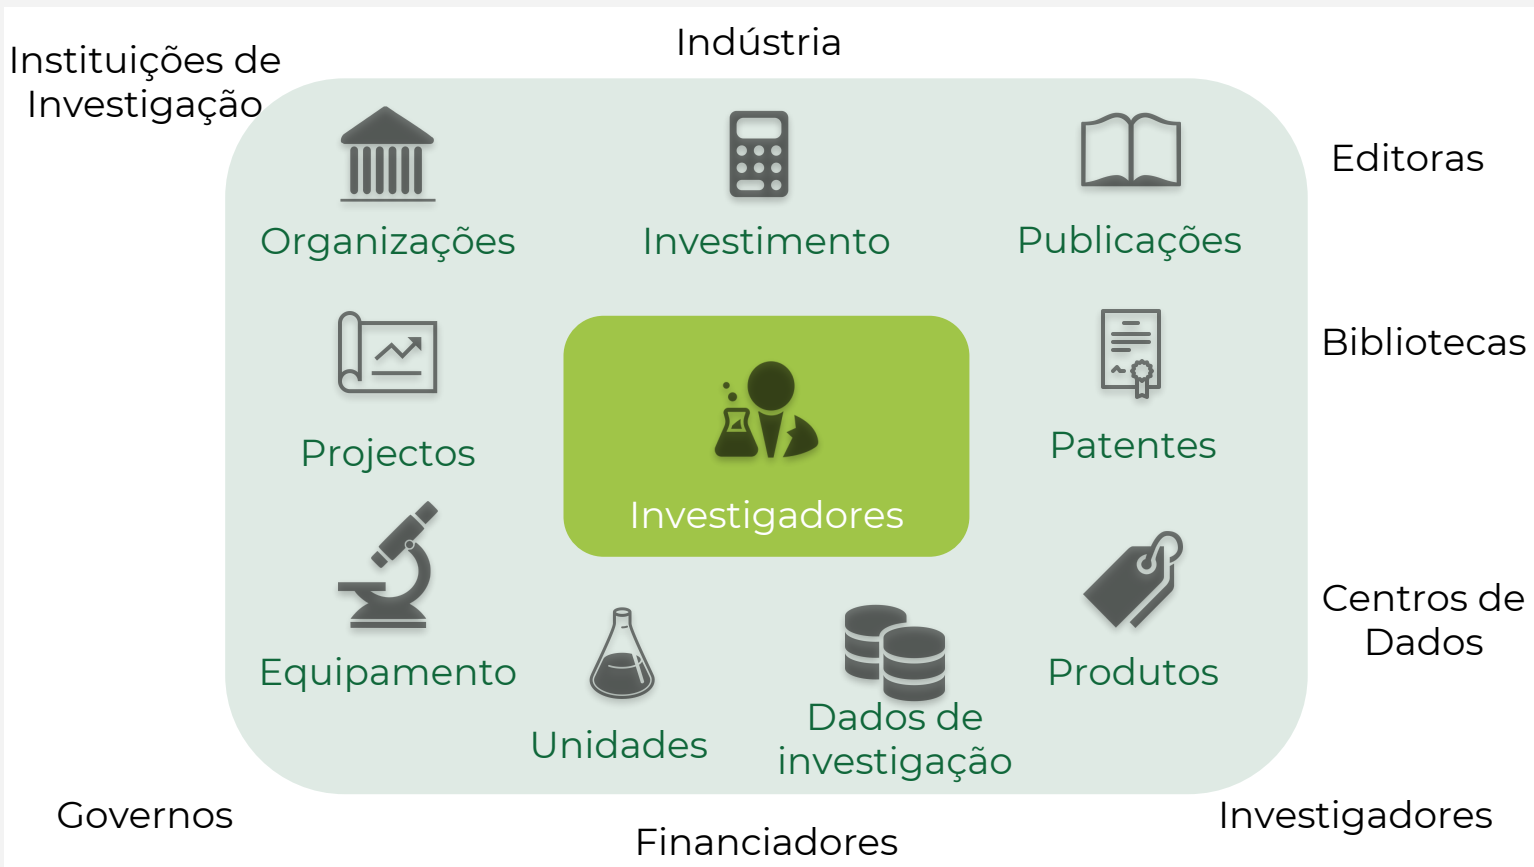 Indústria
Instituições de
Investigação
Editoras
Organizações
Investimento
Publicações
Bibliotecas
Projectos
Patentes
Investigadores
Centros de
Dados
Equipamento
Produtos
Unidades
Dados de
investigação
Governos
Investigadores
Financiadores